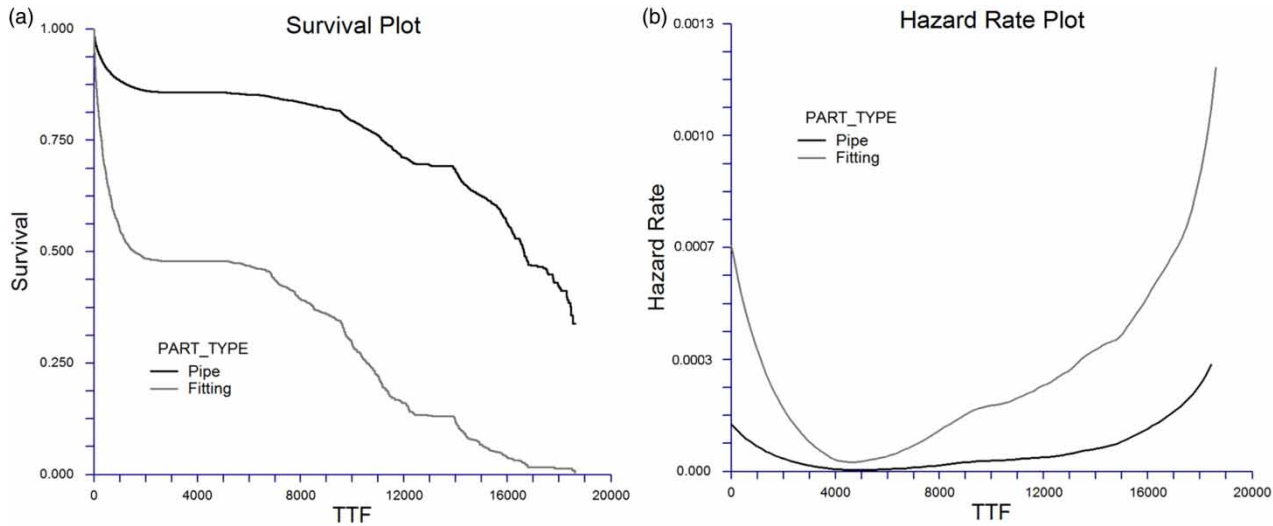 (a)
Survival Plot
1.000
0.750
0.500
0.250
0.000
Survival
PART_TYPE
Pipe
Fitting
0
4000
8000
12000
16000
20000
TTF
(b)
Hazard Rate Plot
0.0013
0.0010
0.0007
0.0003
0.000
Hazard Rate
PART_TYPE
Pipe
Fitting
0
4000
8000
12000
16000
20000
TTF